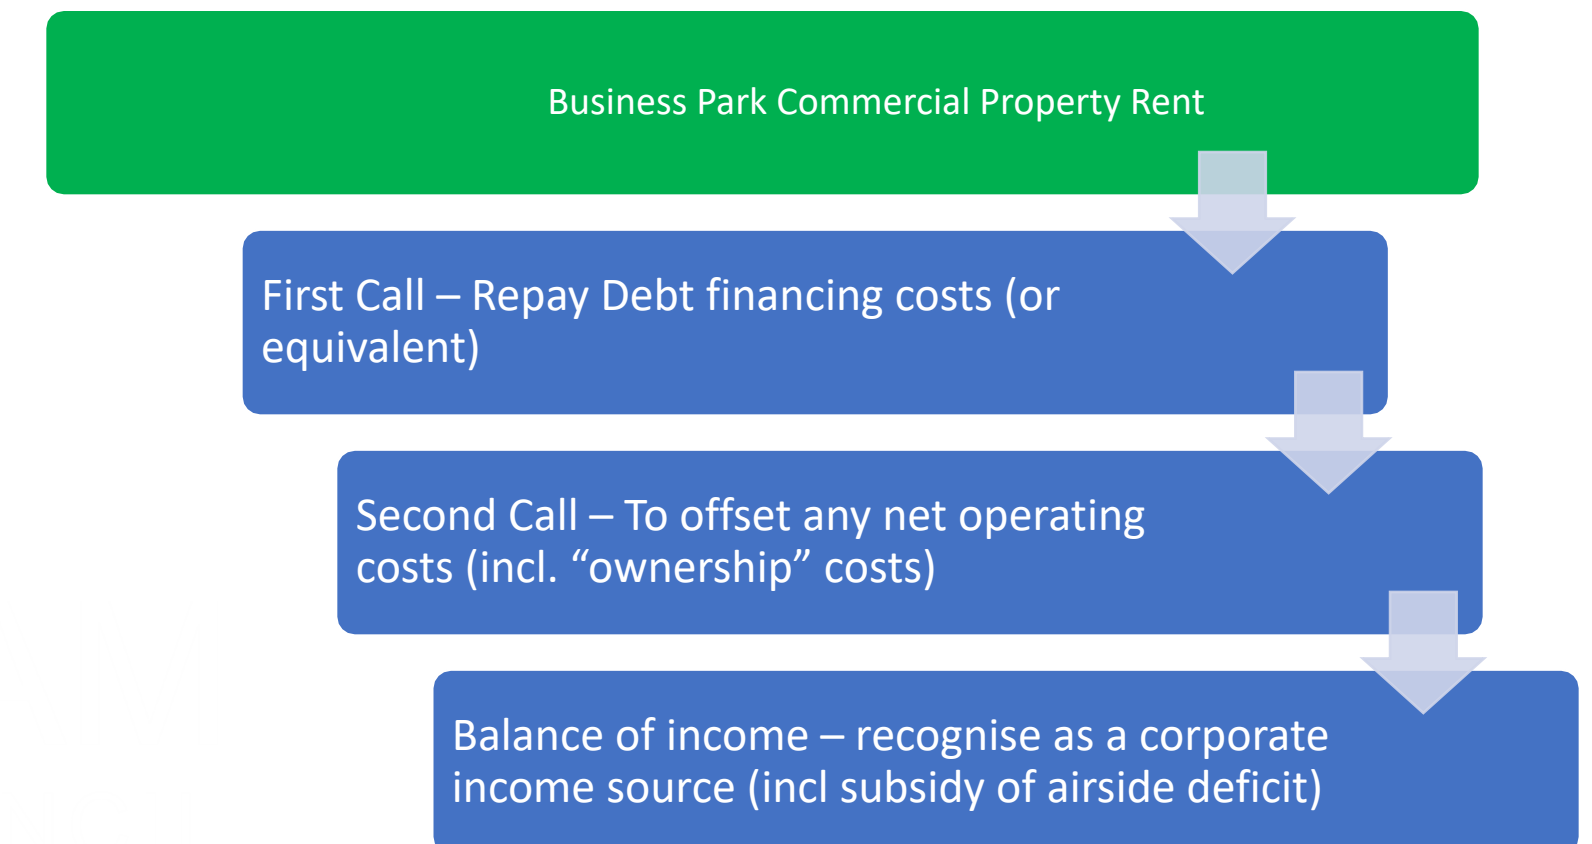 Business Park Commercial Property Rent
First Call – Repay Debt financing costs (or
equivalent)
Second Call – To offset any net operating
costs (incl. “ownership” costs)
Balance of income – recognise as a corporate
income source (incl subsidy of airside deficit)